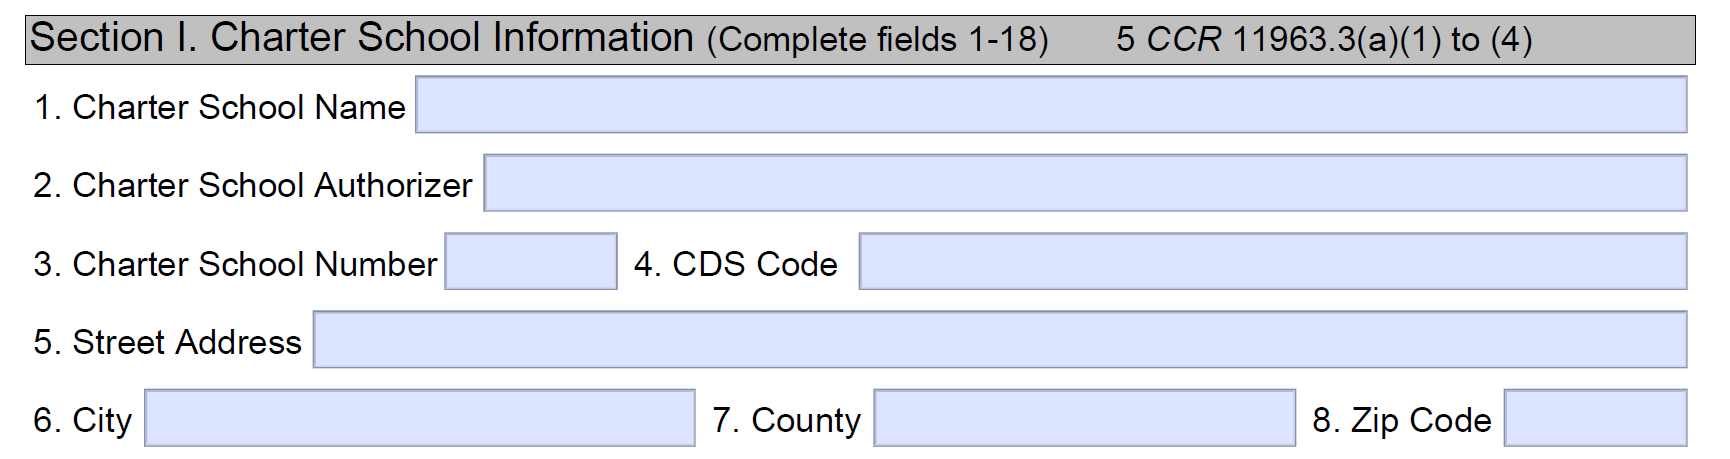 Section I. Charter School Information (Complete fields 1-18) 5 CCR 11963.3(a)(1) to (4)
1. Charter School Name
2. Charter School Authorizer
3. Charter School Number 4. CDS Code
5. Street Address
6. City 7. County 8. Zip Code